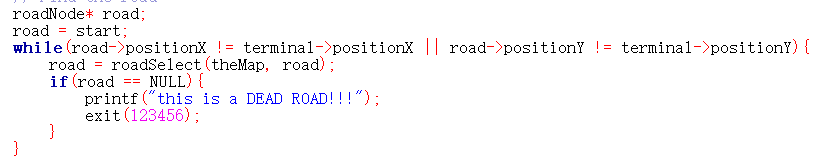 roadNode* road;
road = start;
while(road->positionX != terminal->positionX || road->positionY != terminal->positionY){
    road = roadSelect(theMap, road);
    if(road == NULL){
        printf("this is a DEAD ROAD!!!");
        exit(123456);
    }
}